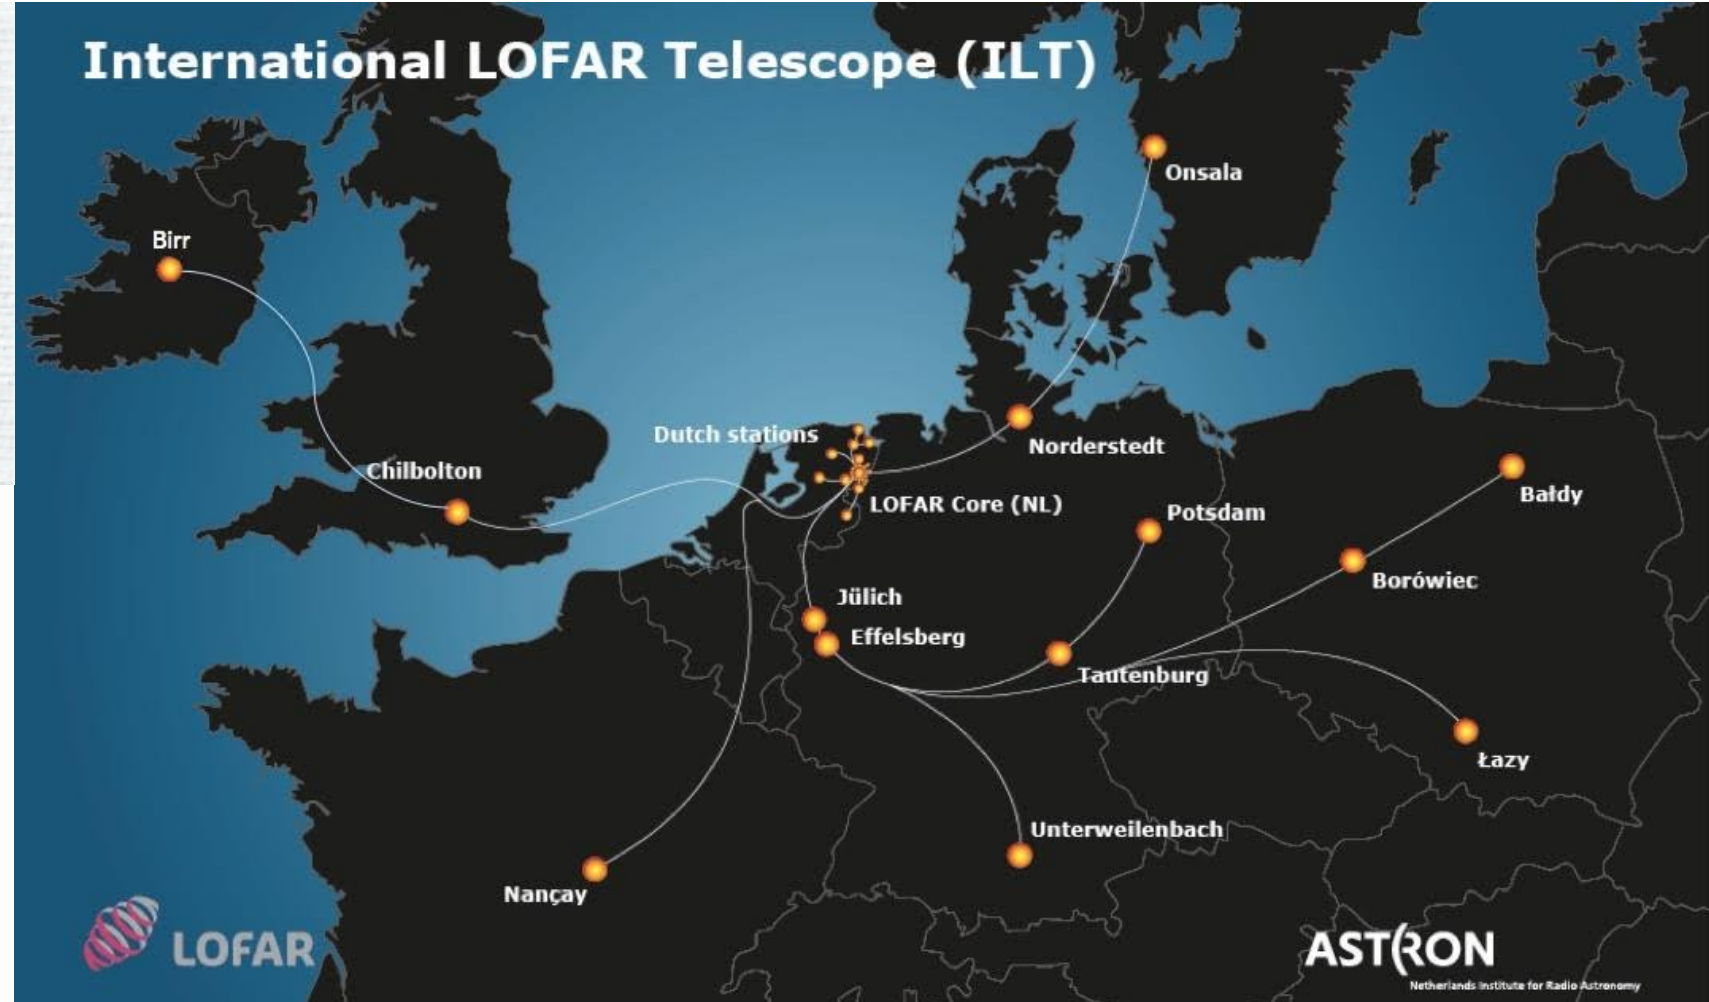 International LOFAR Telescope (ILT)
Onsala
Birr
Dutch stations
Norderstedt
Chilbolton
Bałdy
LOFAR Core (NL)
Potsdam
Borówiec
Jülich
Effelsberg
Tautenburg
Łazy
Unterweilenbach
Nançay
LOFAR
ASTRON
Netherlands Institute for Radio Astronomy